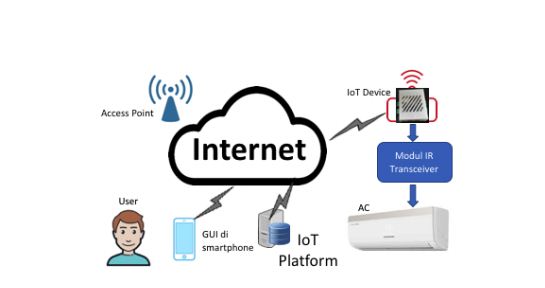 IoT Device
Access Point
Internet
Modul IR
Transceiver
User
AC
GUI di
smartphone
IoT
Platform